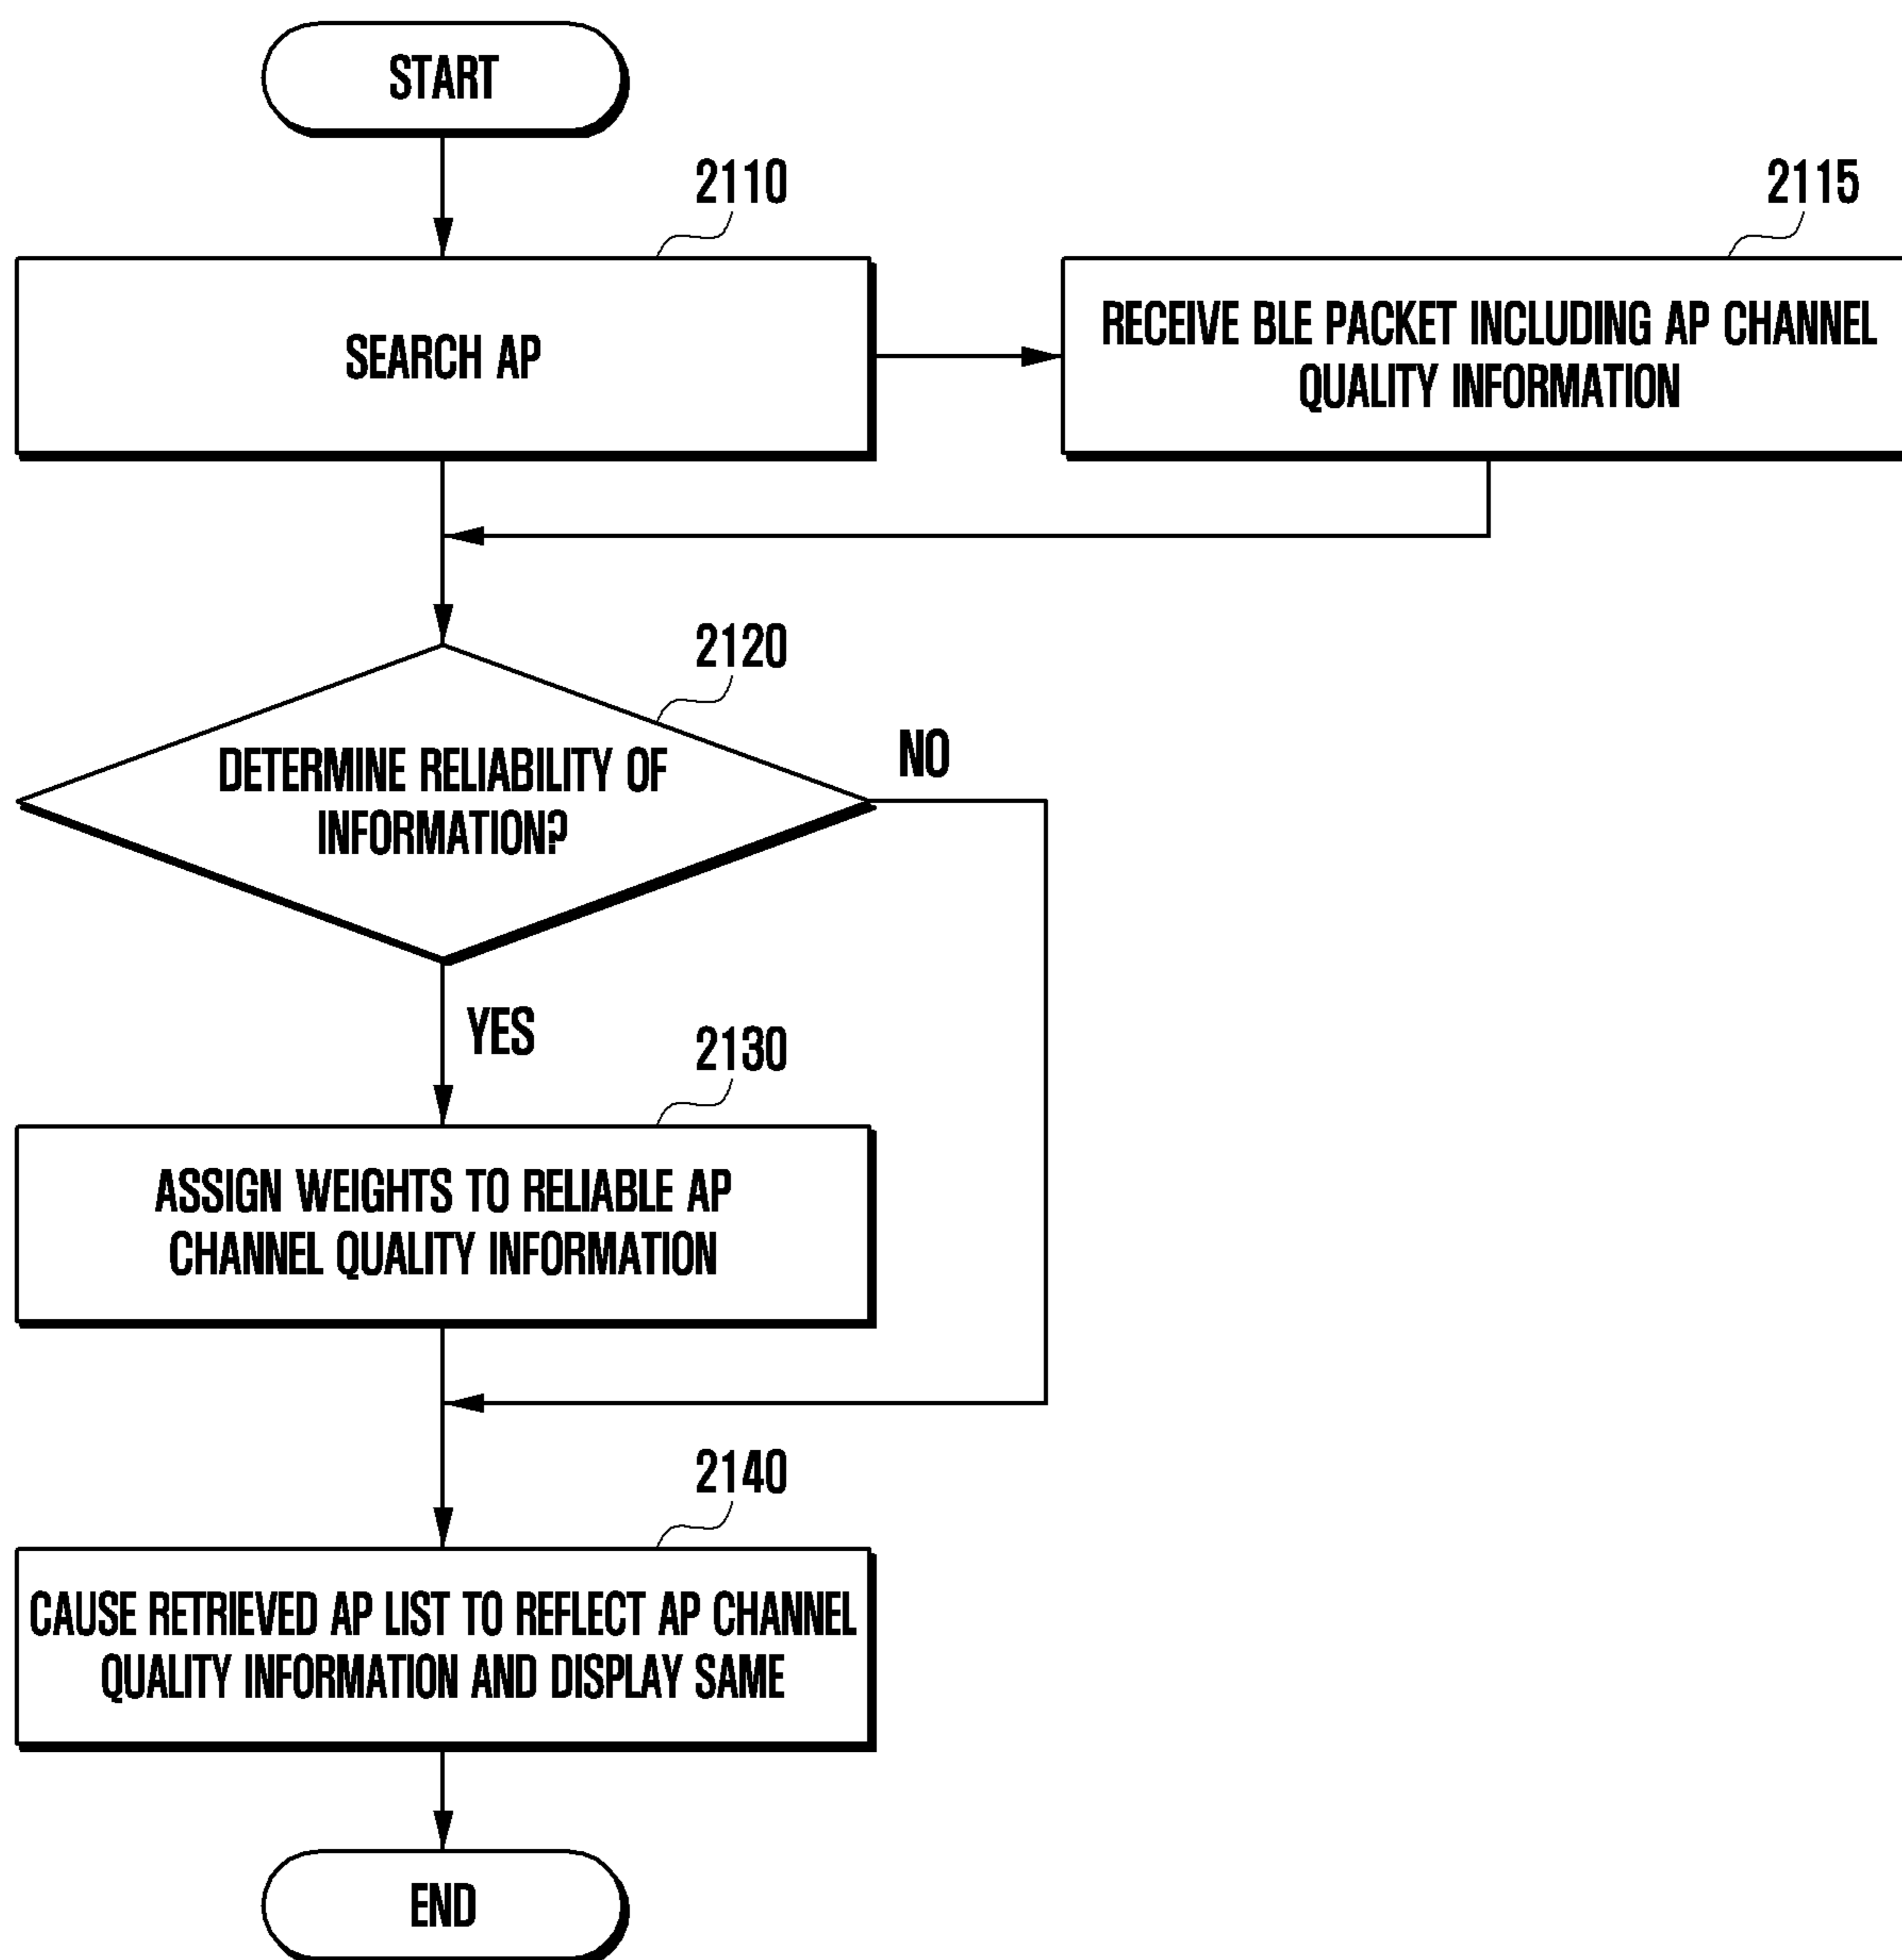 START
2110
2115
SEARCH AP
RECEIVE BLE PACKET INCLUDING AP CHANNEL
QUALITY INFORMATION
2120
DETERMINE RELIABILITY OF
INFORMATION?
NO
YES
2130
ASSIGN WEIGHTS TO RELIABLE AP
CHANNEL QUALITY INFORMATION
2140
CAUSE RETRIEVED AP LIST TO REFLECT AP CHANNEL
QUALITY INFORMATION AND DISPLAY SAME
END